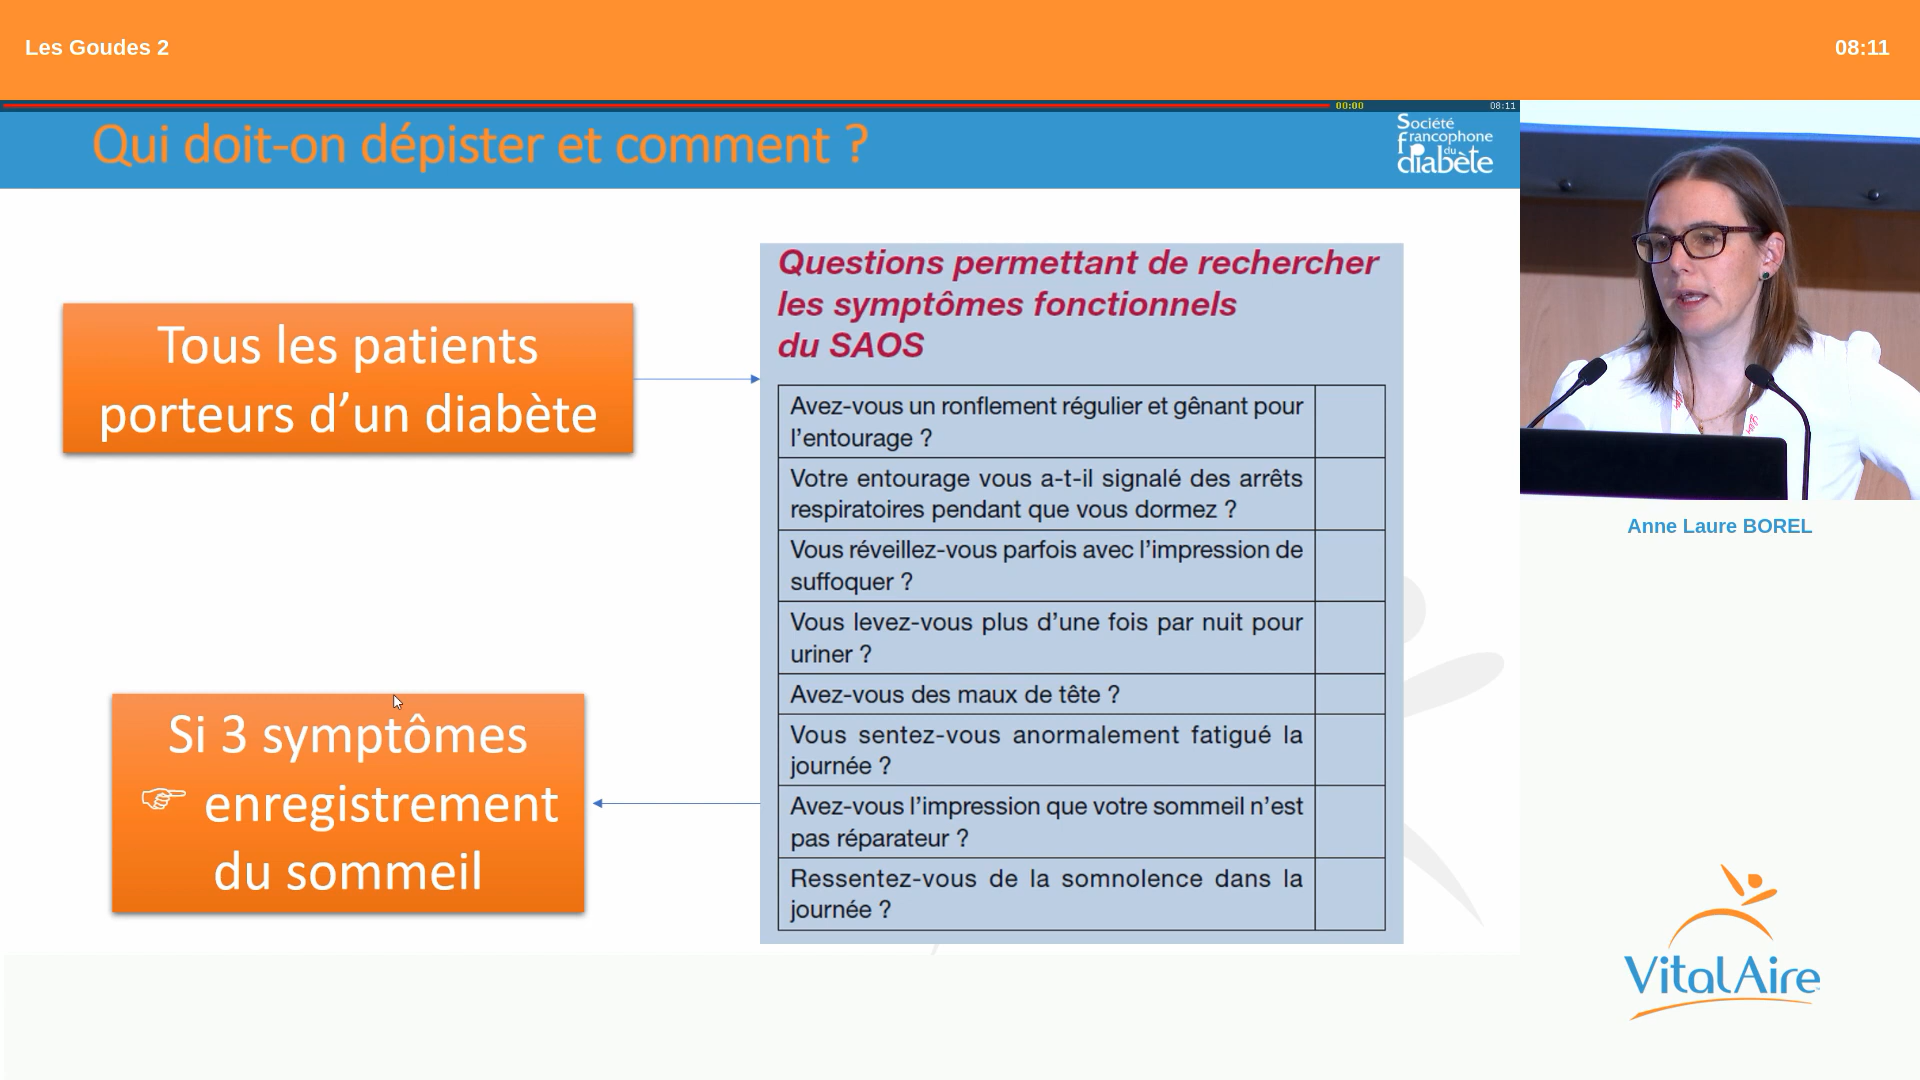 Les Goudes 2
08:11
00:00
08:11
Qui doit-on dépister et comment ?
Société
francophone
du
diabète
Tous les patients
porteurs d’un diabète
Questions permettant de rechercher
les symptômes fonctionnels
du SAOS
Avez-vous un ronflement régulier et gênant pour
l’entourage ?
Votre entourage vous a-t-il signalé des arrêts
respiratoires pendant que vous dormez ?
Vous réveillez-vous parfois avec l’impression de
suffoquer ?
Vous levez-vous plus d’une fois par nuit pour
uriner ?
Avez-vous des maux de tête ?
Vous sentez-vous anormalement fatigué la
journée ?
Avez-vous l’impression que votre sommeil n’est
pas réparateur ?
Ressentez-vous de la somnolence dans la
journée ?
Si 3 symptômes
☞ enregistrement
du sommeil
Anne Laure BOREL
VitalAire